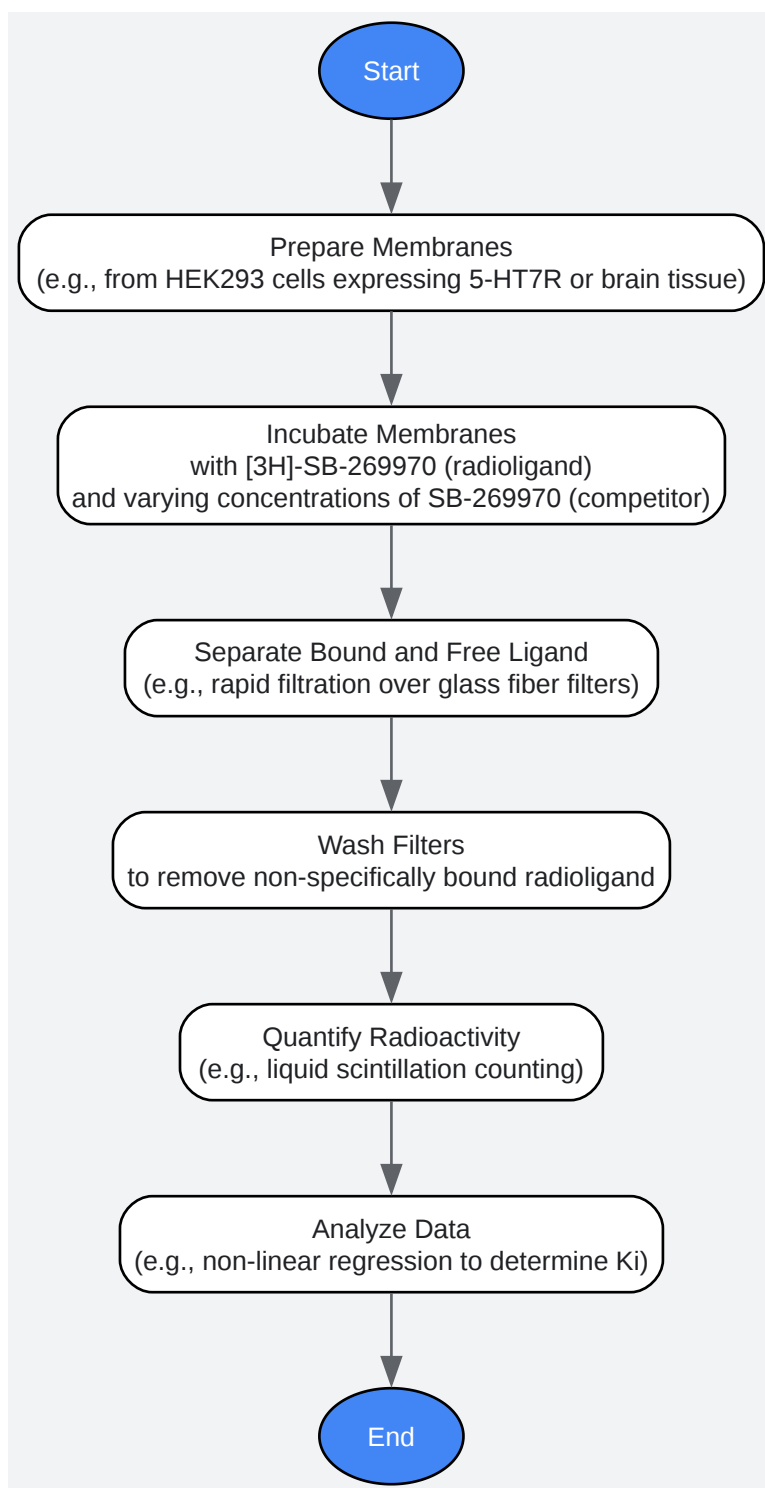 Start
Prepare Membranes
(e.g., from HEK293 cells expressing 5-HT7R or brain tissue)
Incubate Membranes
with [3H]-SB-269970 (radioligand)
and varying concentrations of SB-269970 (competitor)
Separate Bound and Free Ligand
(e.g., rapid filtration over glass fiber filters)
Wash Filters
to remove non-specifically bound radioligand
Quantify Radioactivity
(e.g., liquid scintillation counting)
Analyze Data
(e.g., non-linear regression to determine Ki)
End